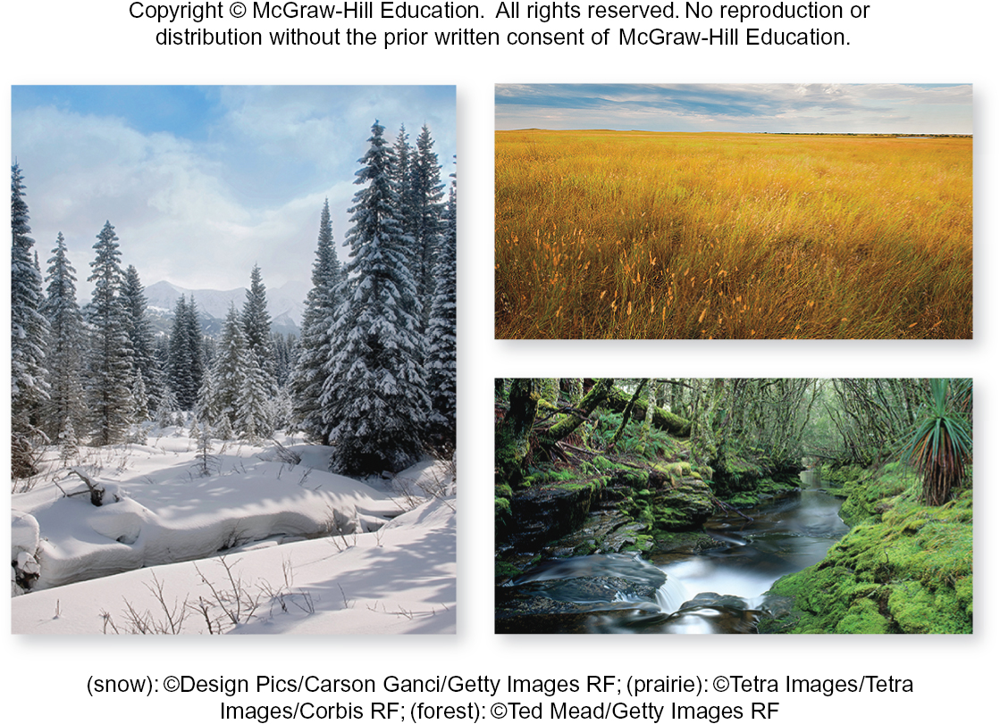 Copyright © McGraw-Hill Education.  All rights reserved. No reproduction or
distribution without the prior written consent of McGraw-Hill Education.
(snow): ©Design Pics/Carson Ganci/Getty Images RF; (prairie): ©Tetra Images/Tetra
Images/Corbis RF; (forest): ©Ted Mead/Getty Images RF